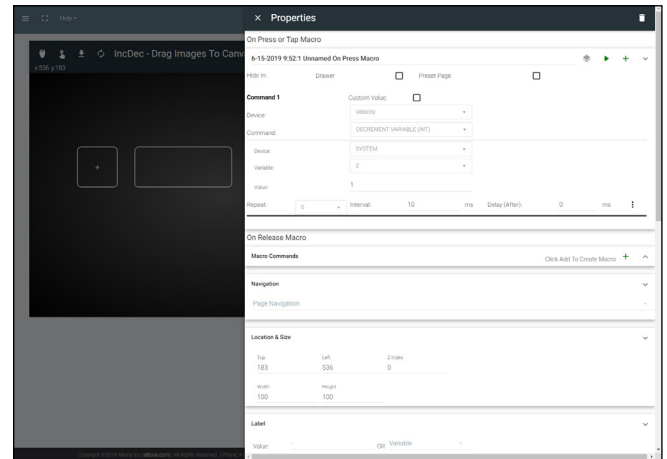 Help
× Properties
IncDec - Drag Images To Canv
x:536 y:183
+
On Press or Tap Macro
6-15-2019 9:52:1 Unnamed On Press Macro
Hide In: Drawer Preset Page
Command 1 Custom Value:
Device: Velocity
Command: DECREMENT VARIABLE (INT)
Device: SYSTEM
Variable: 2
Value: 1
Repeat: 0 Interval: 10 ms Delay (After): 0 ms
On Release Macro
Macro Commands Click Add To Create Macro +
Navigation
Page Navigation
Location & Size
Top Left Z Index
183 536 0
Width Height
100 100
Label
Value: - OR Variable -